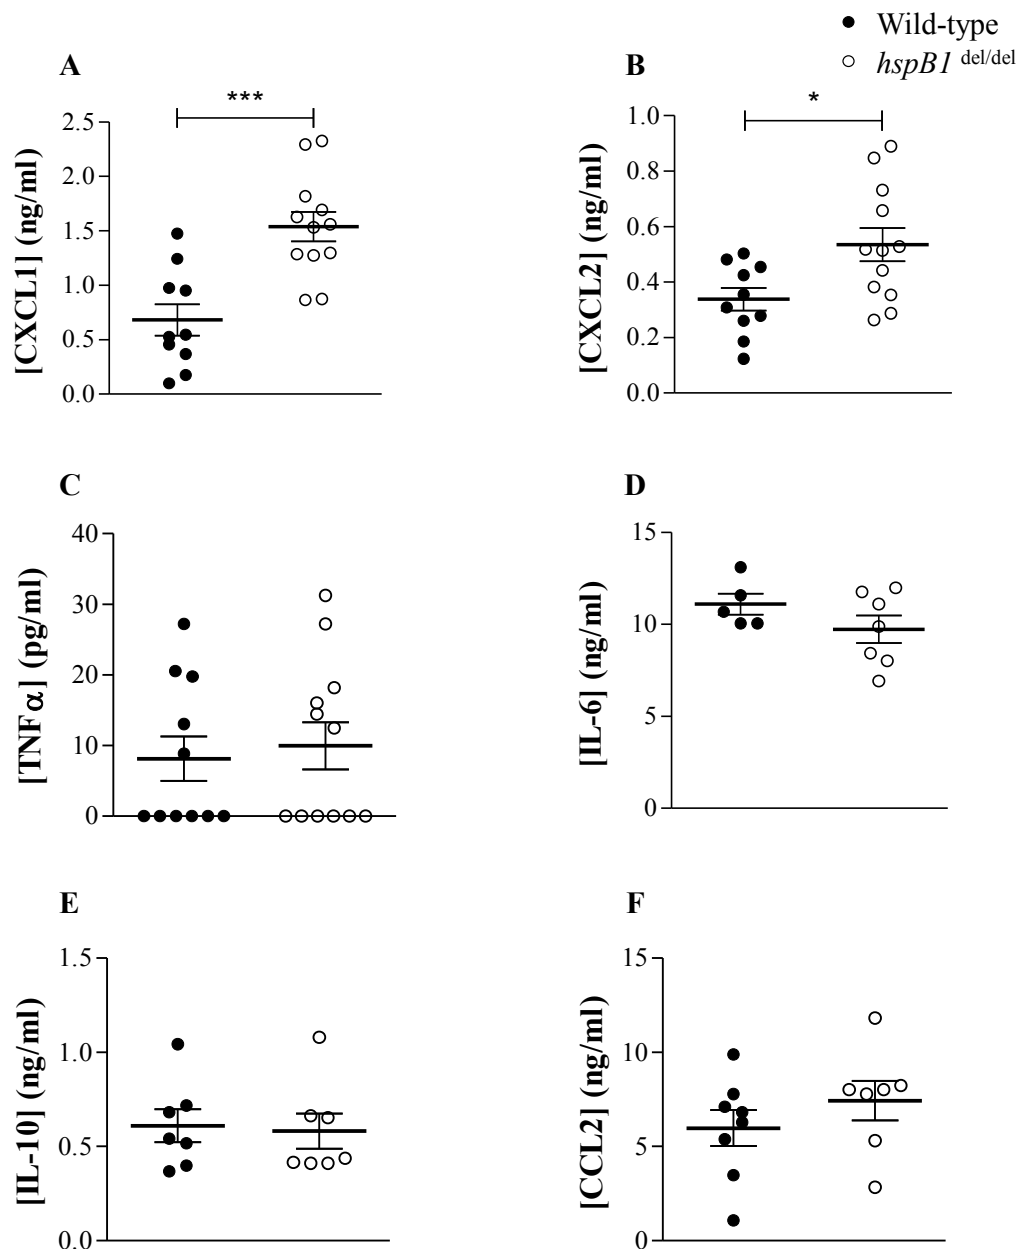 Wild-type
hspB1 del/del
A
***
[CXCL1] (ng/ml)
2.5
2.0
1.5
1.0
0.5
0.0
B
*
[CXCL2] (ng/ml)
1.0
0.8
0.6
0.4
0.2
0.0
C
[TNFα] (pg/ml)
40
30
20
10
0
D
[IL-6] (ng/ml)
15
10
5
0
E
[IL-10] (ng/ml)
1.5
1.0
0.5
0.0
F
[CCL2] (ng/ml)
15
10
5
0